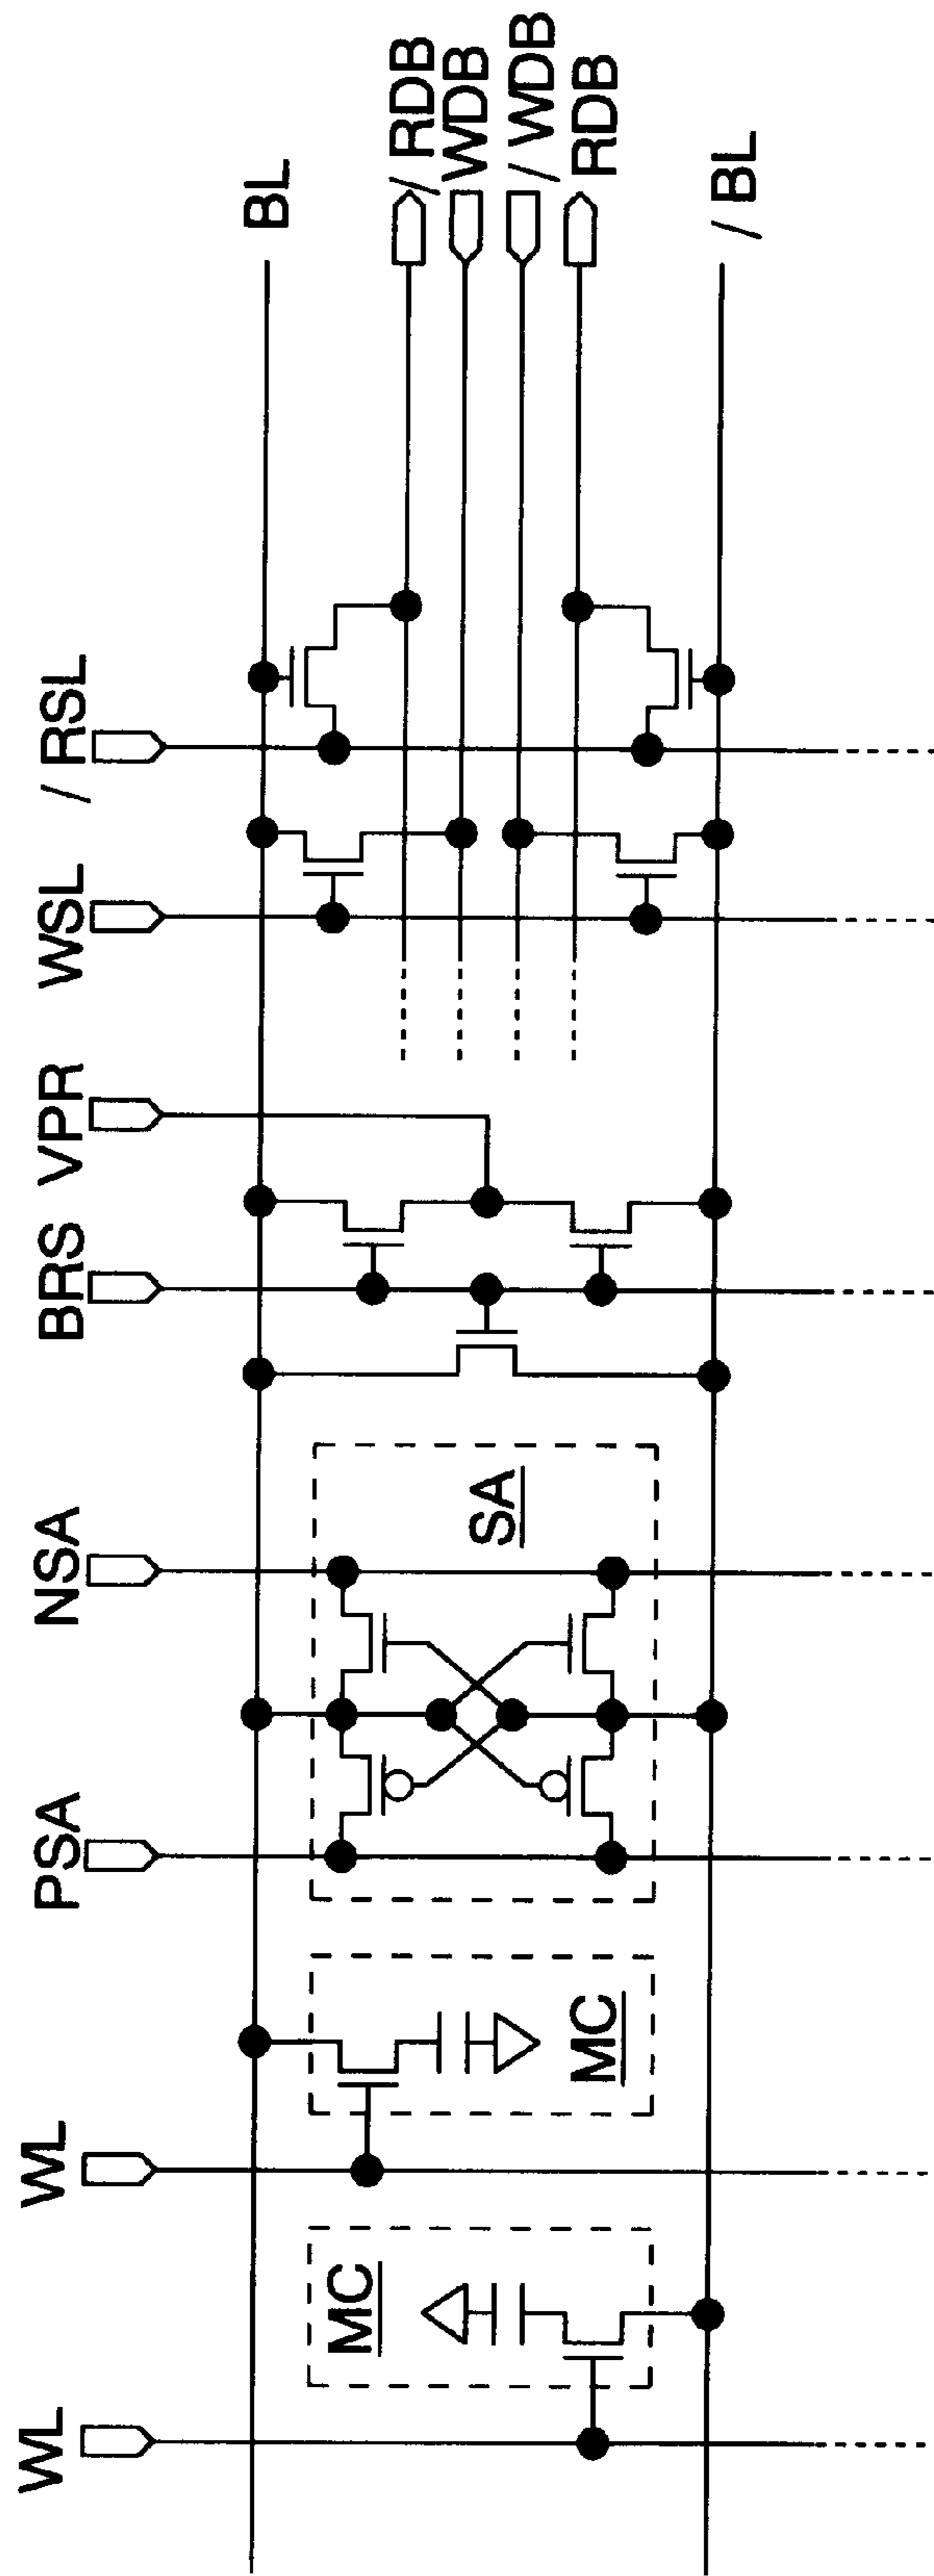 WL
WL
PSA
NSA
BRS
VPR
WSL
/ RSL
BL
/ RDB
WDB
/ WDB
RDB
/ BL
MC
MC
SA